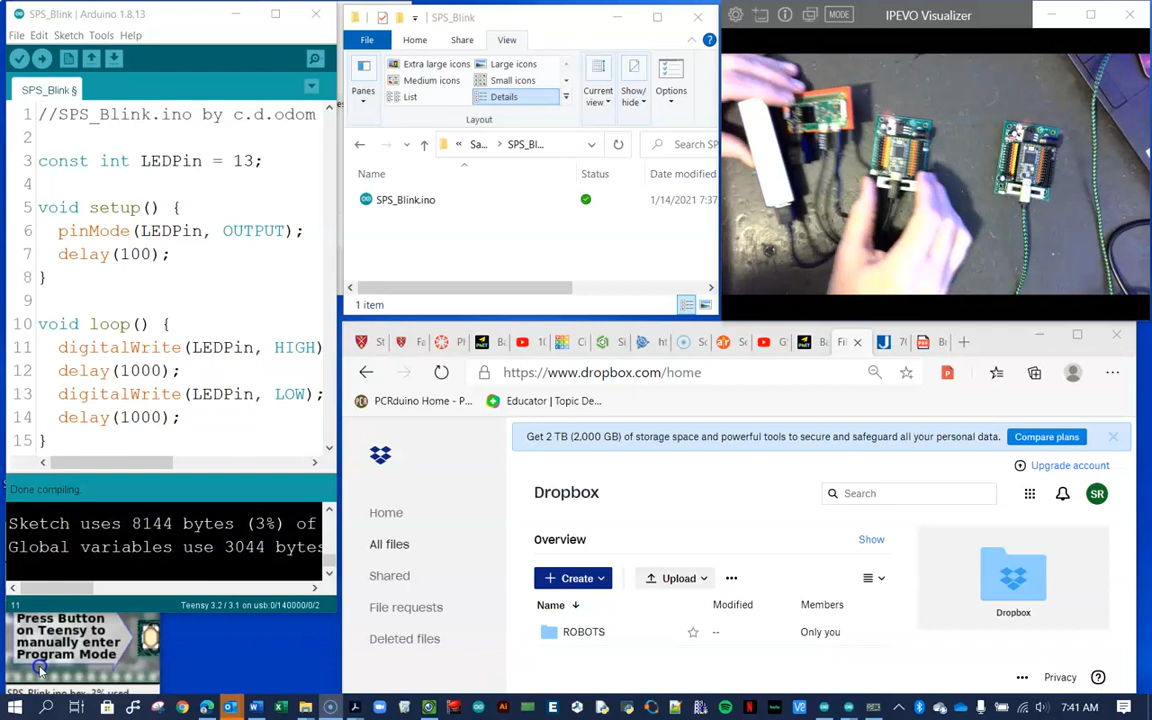 SPS_Blink | Arduino 1.8.13
File Edit Sketch Tools Help
SPS_Blink §
1 //SPS_Blink.ino by c.d.odom
2
3 const int LEDPin = 13;
4
5 void setup() {
6 pinMode(LEDPin, OUTPUT);
7 delay(100);
8 }
9
10 void loop() {
11 digitalWrite(LEDPin, HIGH)
12 delay(1000);
13 digitalWrite(LEDPin, LOW);
14 delay(1000);
15 }
Done compiling.
Sketch uses 8144 bytes (3%) of
Global variables use 3044 bytes
11
Teensy 3.2 / 3.1 on usb:0/140000/0/2
Press Button
on Teensy to
manually enter
Program Mode
SPS_Blink.hex, 3% used
SPS_Blink
File Home Share View
Panes
Extra large icons
Large icons
Medium icons
Small icons
List
Details
Layout
Current
view
Show/
hide
Options
« Sa... SPS_Bl...
Search SP
Name
Status
Date modified
SPS_Blink.ino
1/14/2021 7:37
1 item
MODE
IPEVO Visualizer
https://www.dropbox.com/home
PCRduino Home - P...
Educator | Topic De...
Get 2 TB (2,000 GB) of storage space and powerful tools to secure and safeguard all your personal data.
Compare plans
Upgrade account
Dropbox
Search
SR
Home
All files
Shared
File requests
Deleted files
Overview
Show
+ Create
Upload
Name
Modified
Members
ROBOTS
--
Only you
Dropbox
Privacy
7:41 AM